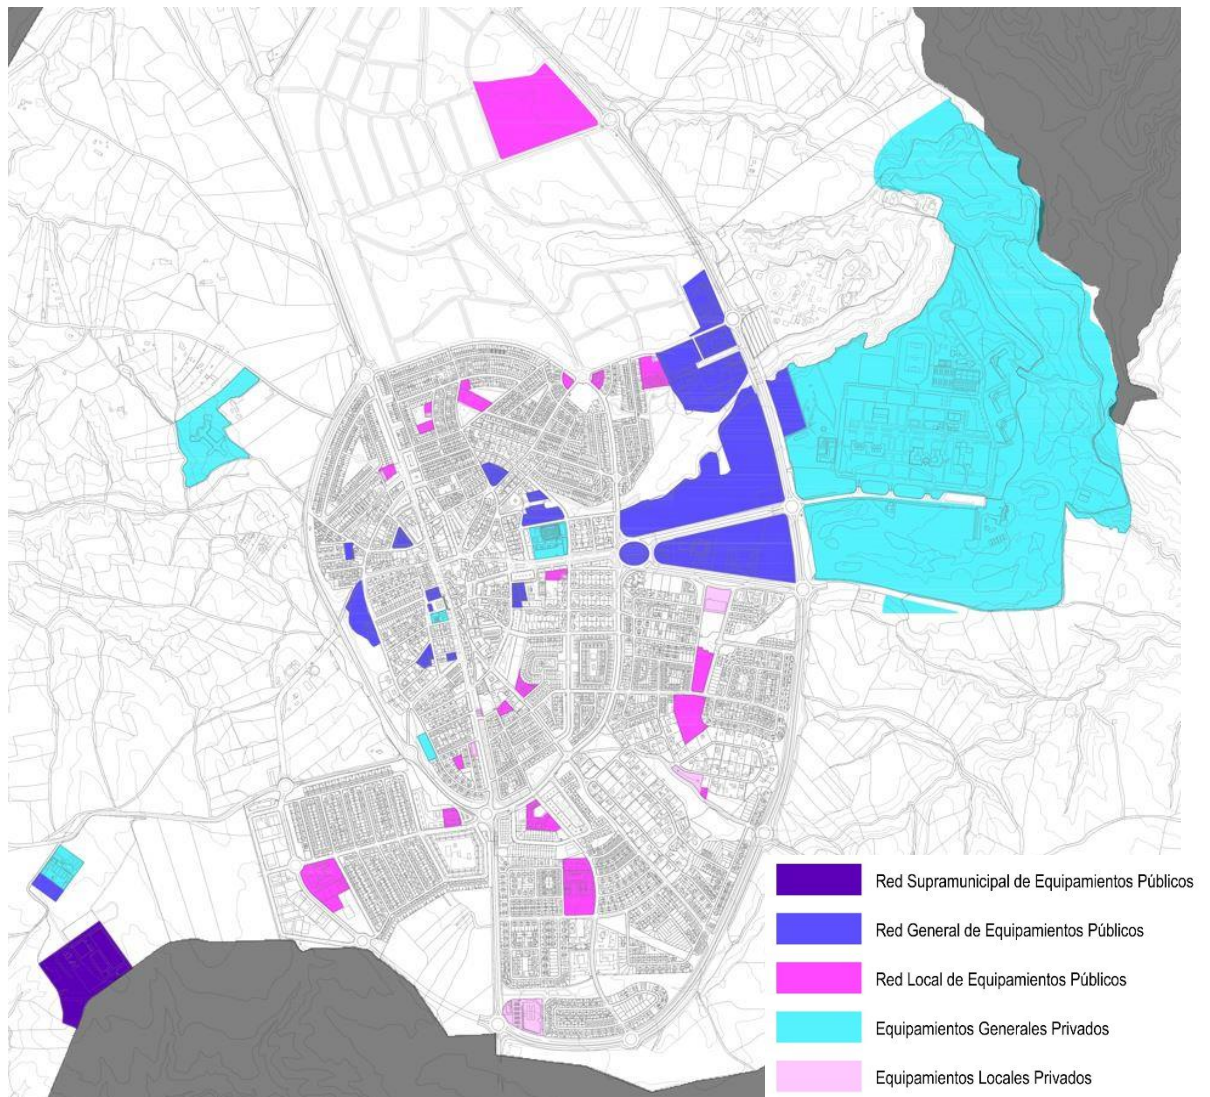 Red Supramunicipal de Equipamientos Públicos
Red General de Equipamientos Públicos
Red Local de Equipamientos Públicos
Equipamientos Generales Privados
Equipamientos Locales Privados